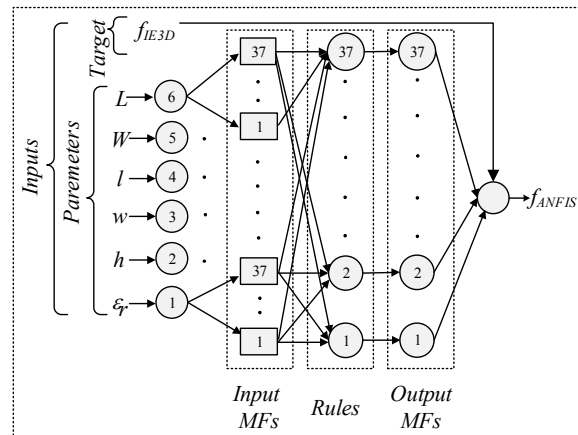 Inputs
Target
Paremeters
f_IE3D
L
6
W
5
l
4
w
3
h
2
ε_r
1
37
1
37
1
37
2
1
37
2
1
f_ANFIS
Input
MFs
Rules
Output
MFs